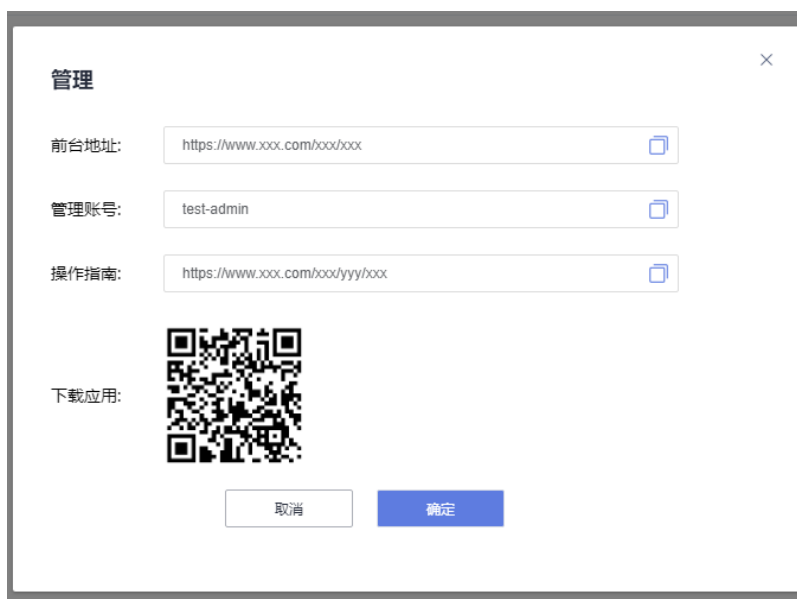 管理
前台地址: https://www.xxx.com/xxx/xxx
管理账号: test-admin
操作指南: https://www.xxx.com/xxx/yyy/xxx
下载应用:
取消 确定